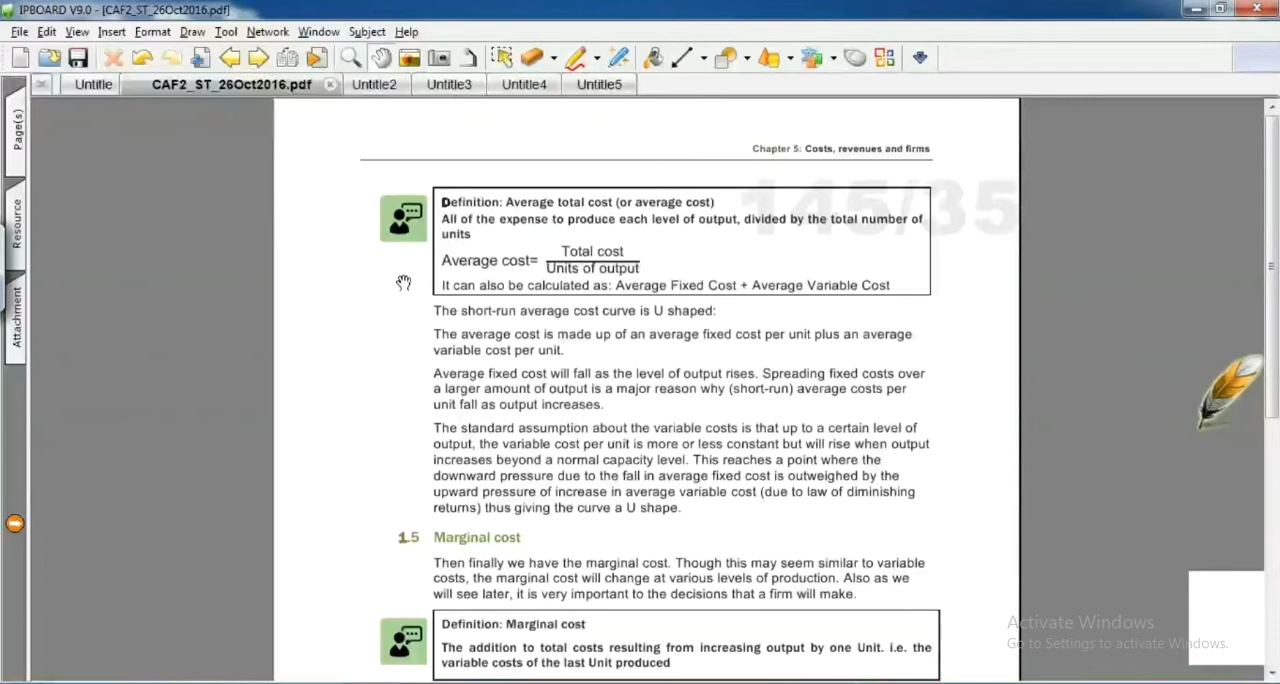 IPBOARD V9.0 - [CAF2_ST_26Oct2016.pdf]
File Edit View Insert Format Draw Tool Network Window Subject Help
Untitle CAF2_ST_26Oct2016.pdf Untitle2 Untitle3 Untitle4 Untitle5
Page(s)
Resource
Attachment
Chapter 5: Costs, revenues and firms
145/35
Definition: Average total cost (or average cost)
All of the expense to produce each level of output, divided by the total number of
units
Average cost= Total cost
Units of output
It can also be calculated as: Average Fixed Cost + Average Variable Cost
The short-run average cost curve is U shaped:
The average cost is made up of an average fixed cost per unit plus an average
variable cost per unit.
Average fixed cost will fall as the level of output rises. Spreading fixed costs over
a larger amount of output is a major reason why (short-run) average costs per
unit fall as output increases.
The standard assumption about the variable costs is that up to a certain level of
output, the variable cost per unit is more or less constant but will rise when output
increases beyond a normal capacity level. This reaches a point where the
downward pressure due to the fall in average fixed cost is outweighed by the
upward pressure of increase in average variable cost (due to law of diminishing
returns) thus giving the curve a U shape.
1.5 Marginal cost
Then finally we have the marginal cost. Though this may seem similar to variable
costs, the marginal cost will change at various levels of production. Also as we
will see later, it is very important to the decisions that a firm will make.
Definition: Marginal cost
The addition to total costs resulting from increasing output by one Unit. i.e. the
variable costs of the last Unit produced
Activate Windows
Go to Settings to activate Windows.